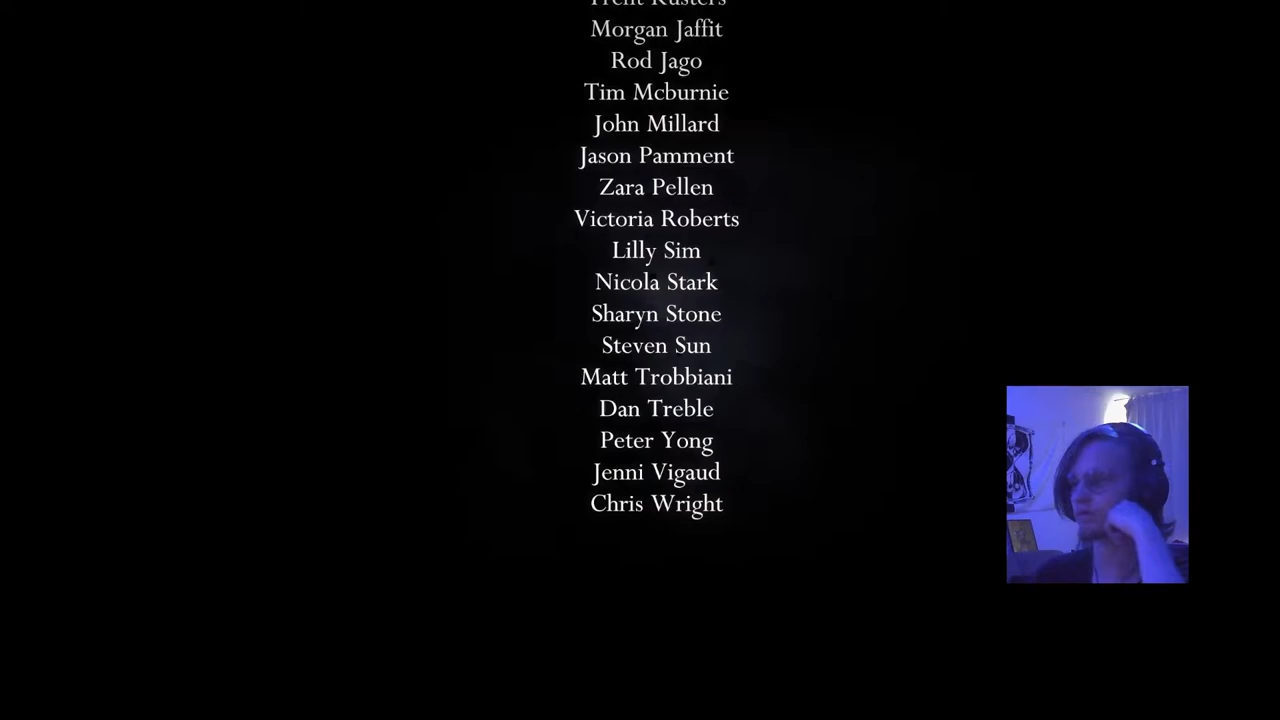 Morgan Jaffit
Rod Jago
Tim Mcburnie
John Millard
Jason Pamment
Zara Pellen
Victoria Roberts
Lilly Sim
Nicola Stark
Sharyn Stone
Steven Sun
Matt Trobbiani
Dan Treble
Peter Yong
Jenni Vigaud
Chris Wright